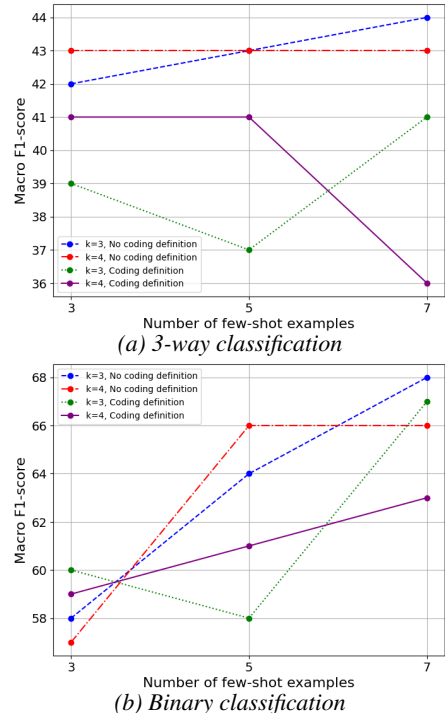 44
43
42
41
40
39
38
37
36
Macro F1-score
k=3, No coding definition
k=4, No coding definition
k=3, Coding definition
k=4, Coding definition
3
5
7
Number of few-shot examples
(a) 3-way classification
68
66
64
62
60
58
Macro F1-score
k=3, No coding definition
k=4, No coding definition
k=3, Coding definition
k=4, Coding definition
3
5
7
Number of few-shot examples
(b) Binary classification